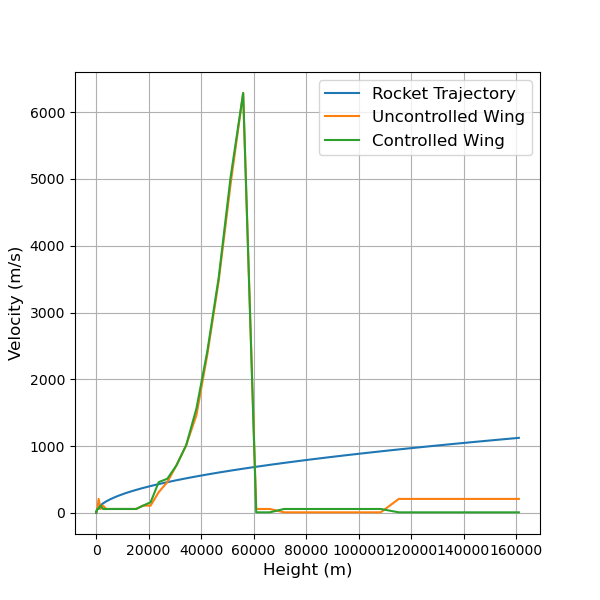 Rocket Trajectory
Uncontrolled Wing
Controlled Wing
6000
5000
4000
3000
2000
1000
0
Velocity (m/s)
0 20000 40000 60000 80000 100000 120000 140000 160000
Height (m)